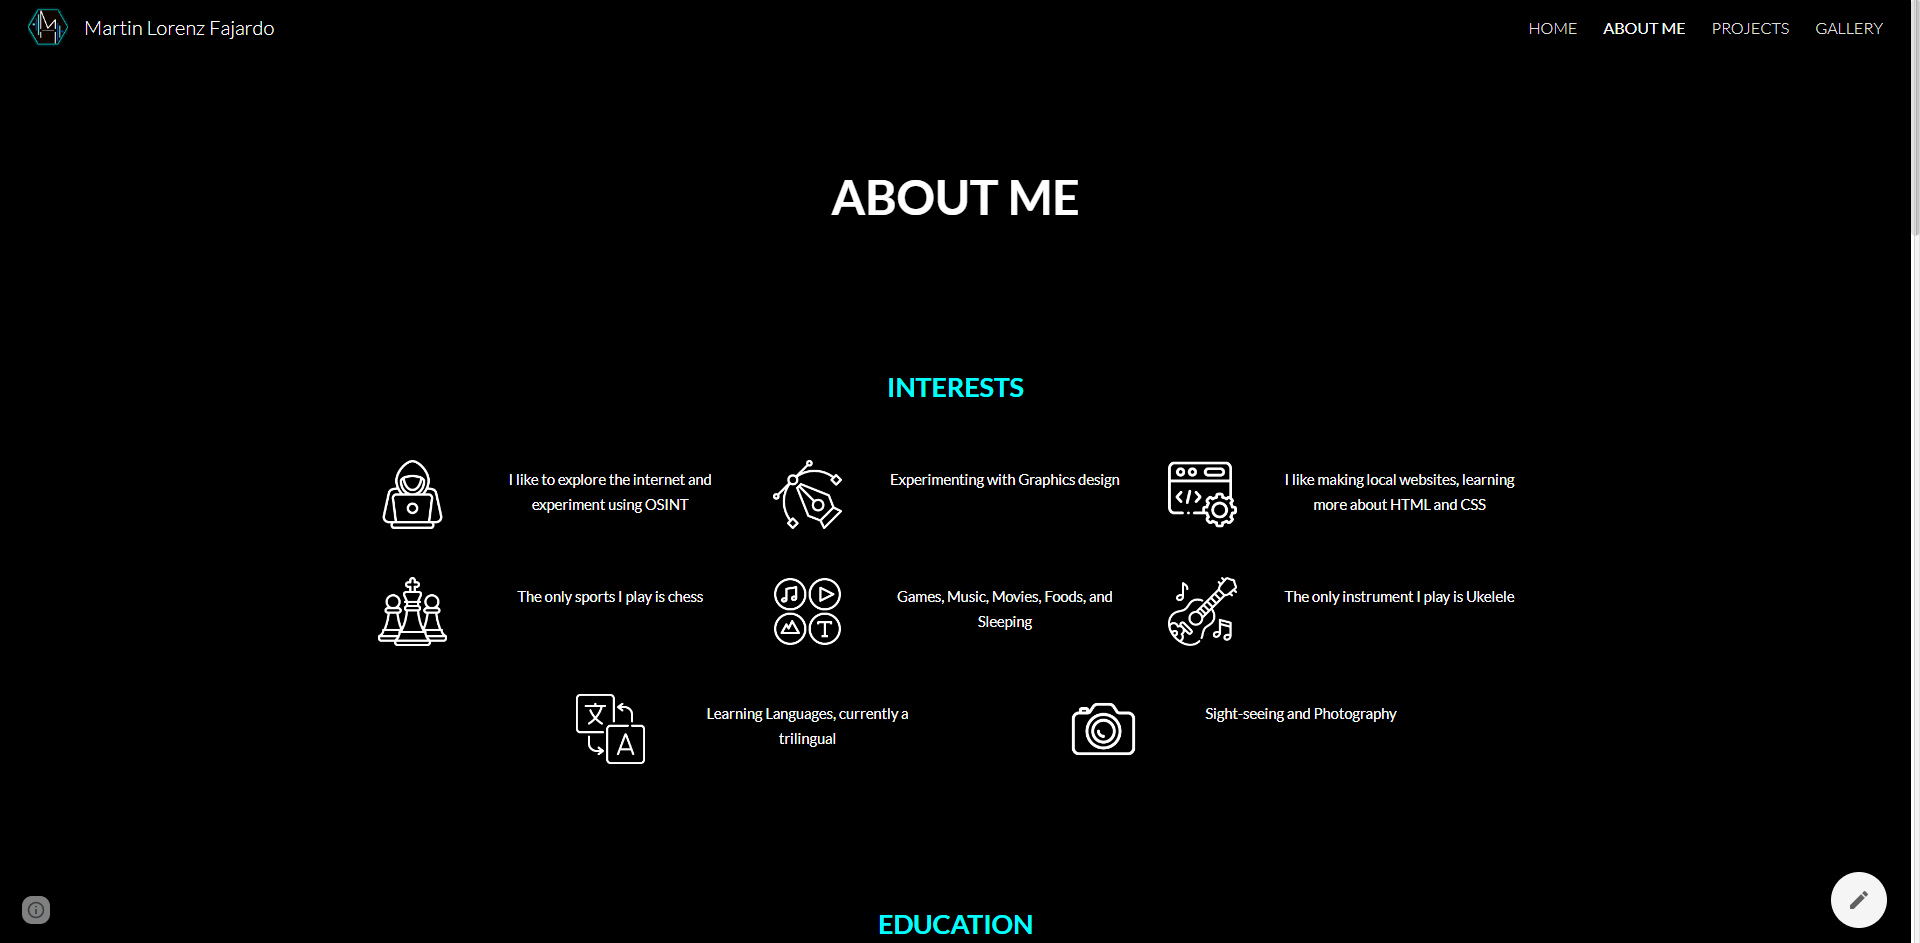 Martin Lorenz Fajardo
HOME
ABOUT ME
PROJECTS
GALLERY
ABOUT ME
INTERESTS
I like to explore the internet and
experiment using OSINT
Experimenting with Graphics design
I like making local websites, learning
more about HTML and CSS
The only sports I play is chess
Games, Music, Movies, Foods, and
Sleeping
The only instrument I play is Ukelele
文
A
Learning Languages, currently a
trilingual
Sight-seeing and Photography
EDUCATION